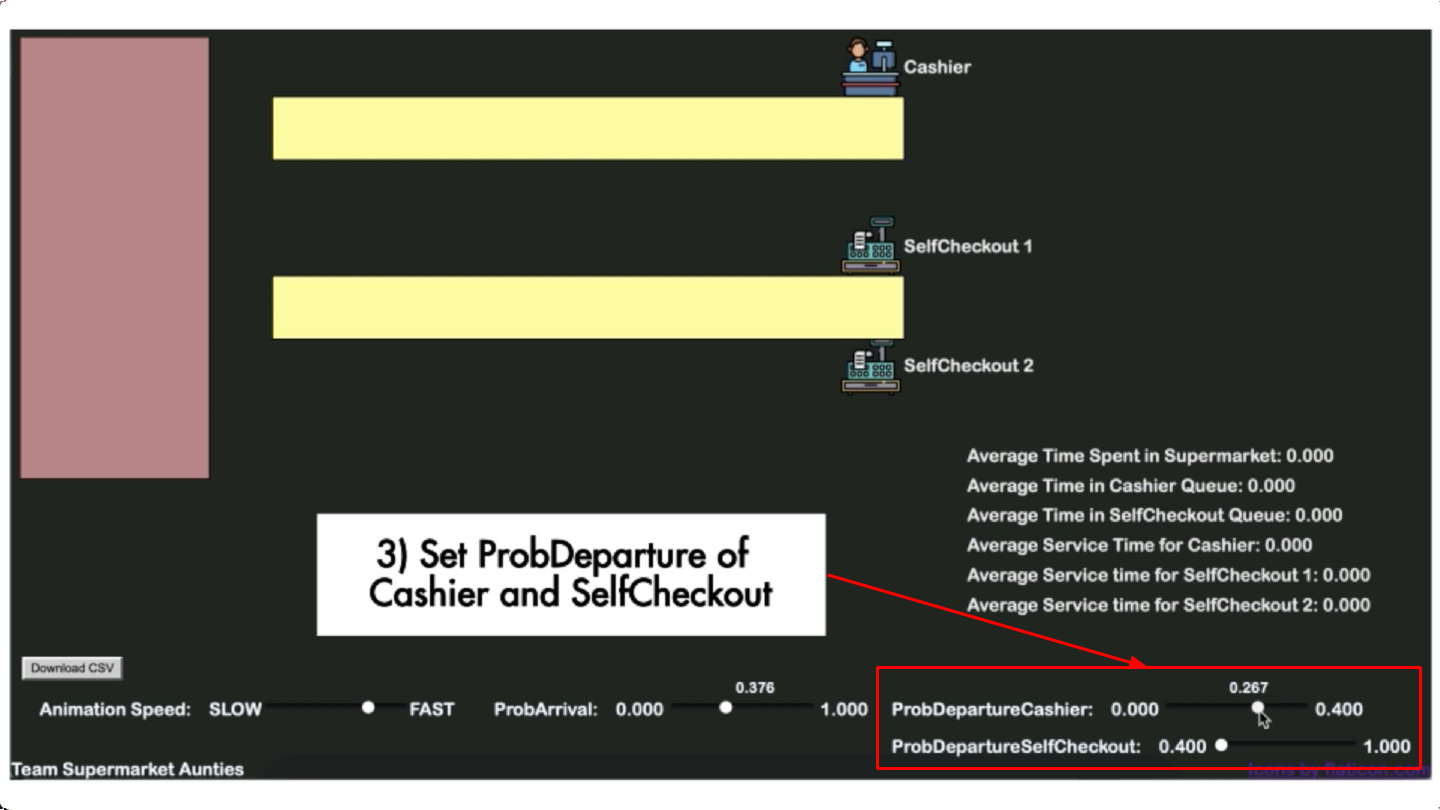 Cashier
SelfCheckout 1
SelfCheckout 2
Average Time Spent in Supermarket: 0.000
Average Time in Cashier Queue: 0.000
Average Time in SelfCheckout Queue: 0.000
Average Service Time for Cashier: 0.000
Average Service time for SelfCheckout 1: 0.000
Average Service time for SelfCheckout 2: 0.000
3) Set ProbDeparture of
Cashier and SelfCheckout
Download CSV
Animation Speed: SLOW FAST
0.376
ProbArrival: 0.000 1.000
0.267
ProbDepartureCashier: 0.000 0.400
ProbDepartureSelfCheckout: 0.400 1.000
Team Supermarket Aunties
Icons by flaticon.com